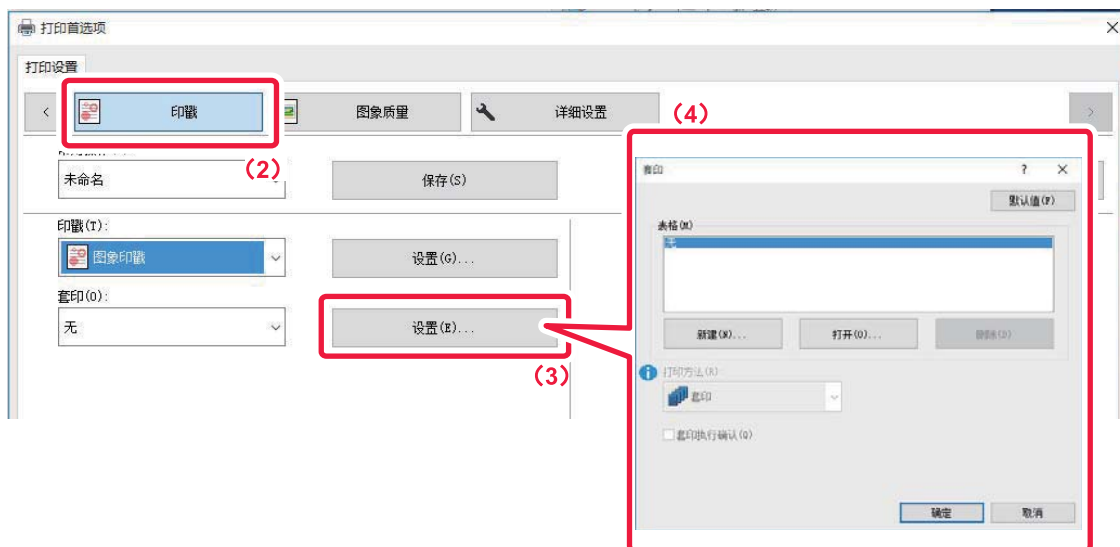 打印首选项
打印设置
印戳
图象质量
详细设置
(2)
(4)
未命名
保存(S)
印戳(T):
图象印戳
设置(G)...
套印(O):
无
设置(E)...
(3)
套印
默认值(F)
表格(M)
无
新建(N)...
打开(O)...
删除(D)
打印方法(R)
套印
套印执行确认(Q)
确定
取消